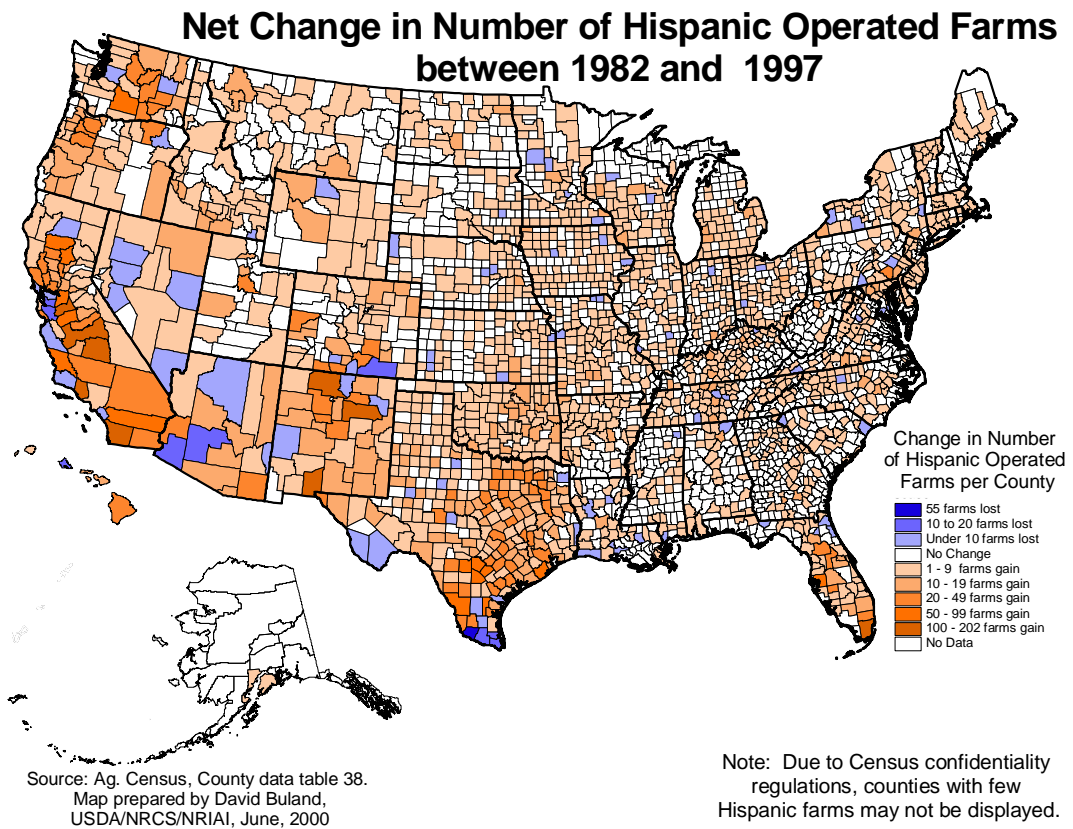 Net Change in Number of Hispanic Operated Farms
between 1982 and 1997
Change in Number
of Hispanic Operated
Farms per County
55 farms lost
10 to 20 farms lost
Under 10 farms lost
No Change
1 - 9 farms gain
10 - 19 farms gain
20 - 49 farms gain
50 - 99 farms gain
100 - 202 farms gain
No Data
Source: Ag. Census, County data table 38.
Map prepared by David Buland,
USDA/NRCS/NRIAI, June, 2000
Note: Due to Census confidentiality
regulations, counties with few
Hispanic farms may not be displayed.